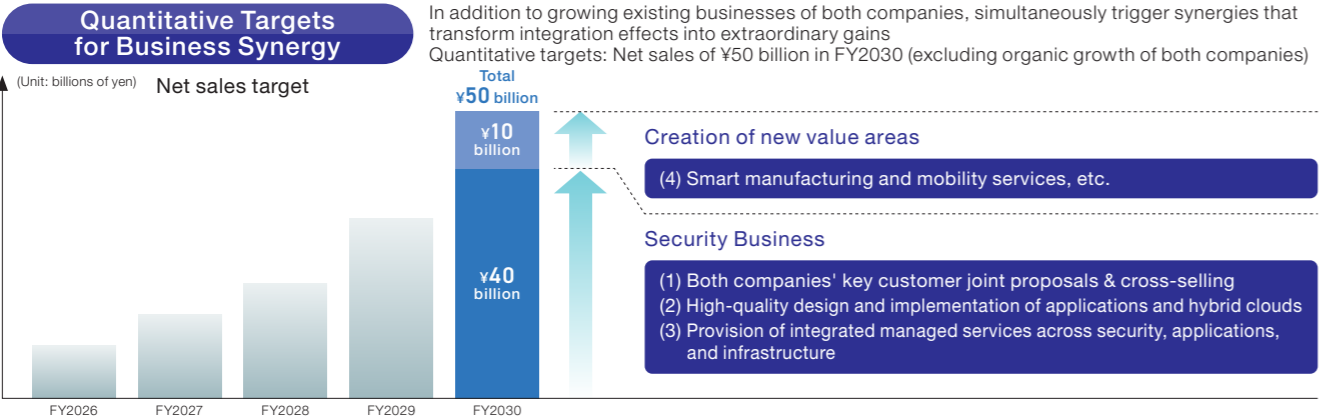 Quantitative Targets
for Business Synergy
In addition to growing existing businesses of both companies, simultaneously trigger synergies that
transform integration effects into extraordinary gains
Quantitative targets: Net sales of ¥50 billion in FY2030 (excluding organic growth of both companies)
(Unit: billions of yen)
Net sales target
Total
¥50 billion
¥10
billion
¥40
billion
Creation of new value areas
(4) Smart manufacturing and mobility services, etc.
Security Business
(1) Both companies' key customer joint proposals & cross-selling
(2) High-quality design and implementation of applications and hybrid clouds
(3) Provision of integrated managed services across security, applications,
and infrastructure
FY2026
FY2027
FY2028
FY2029
FY2030